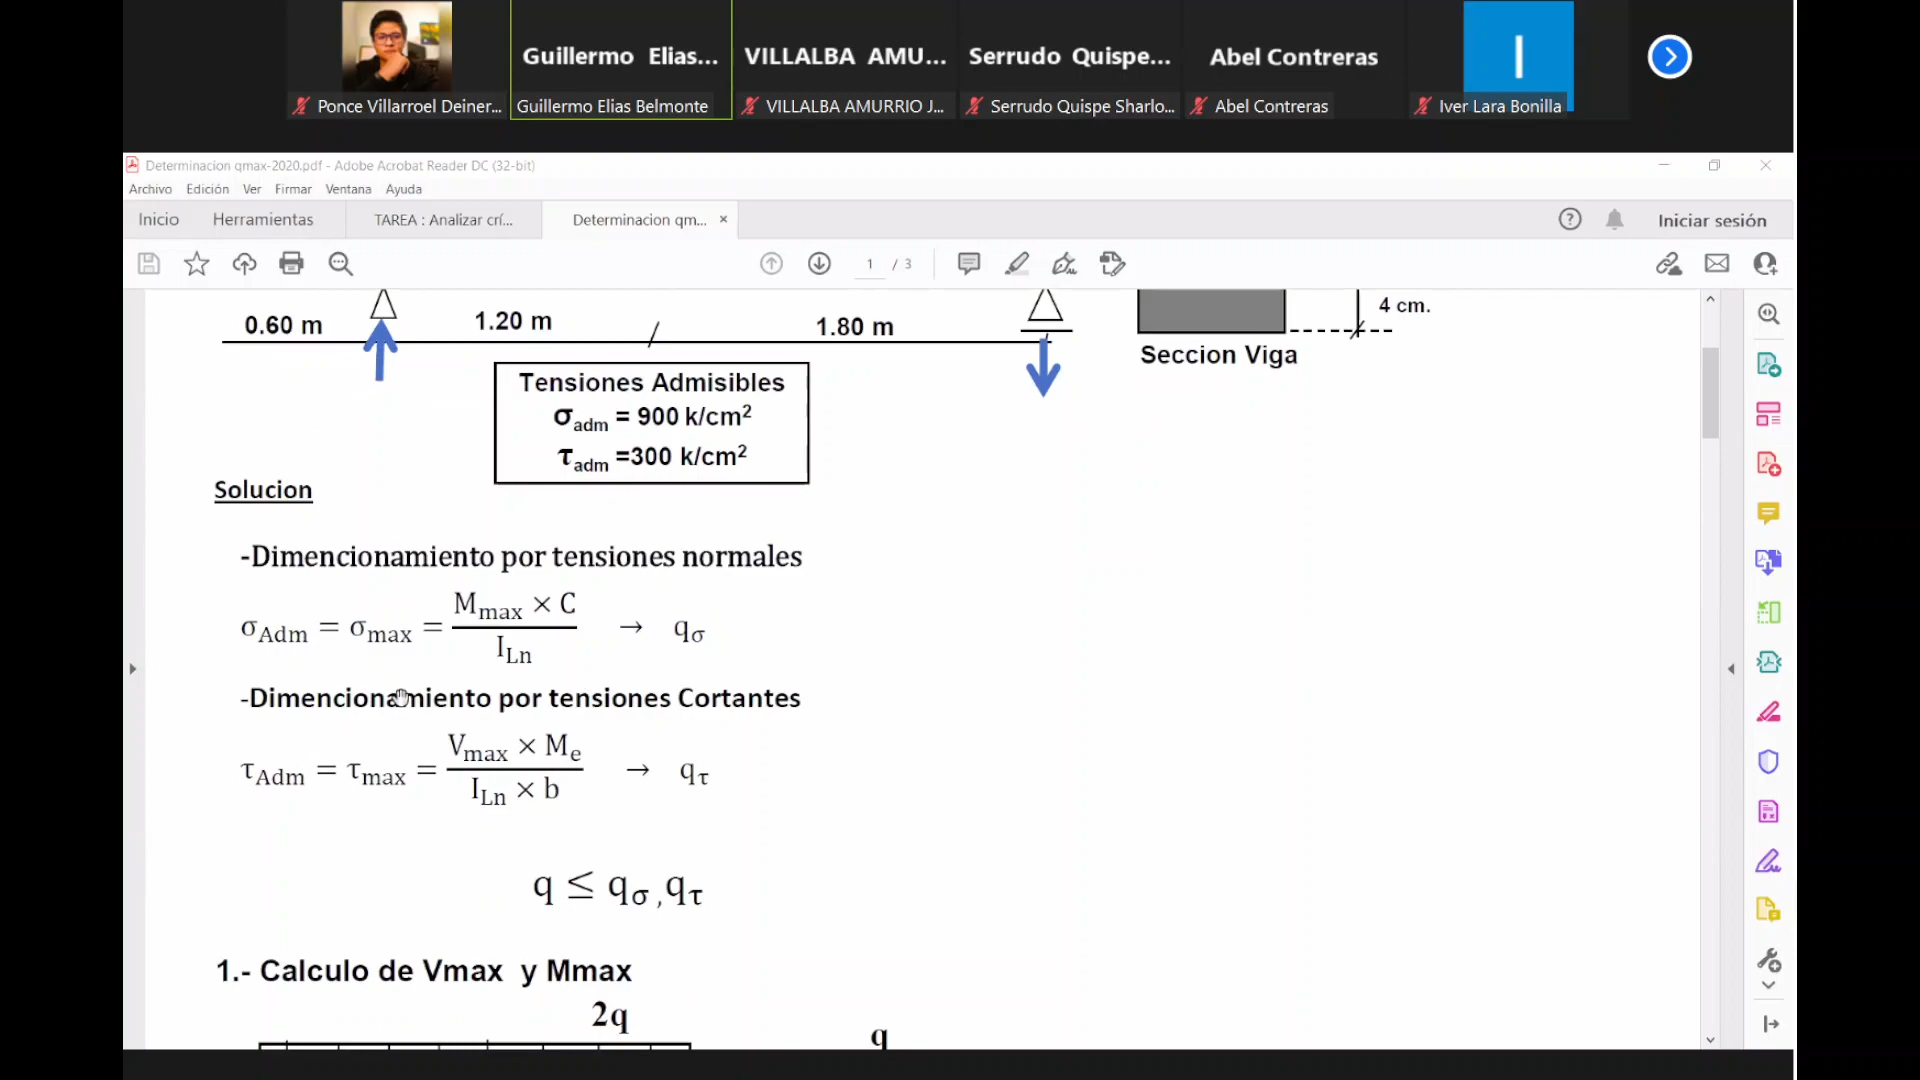 Guillermo Elias...
VILLALBA AMU...
Serrudo Quispe...
Abel Contreras
I
Ponce Villarroel Deiner...
Guillermo Elias Belmonte
VILLALBA AMURRIO J...
Serrudo Quispe Sharlo...
Abel Contreras
Iver Lara Bonilla
Determinacion qmax-2020.pdf - Adobe Acrobat Reader DC (32-bit)
Archivo Edición Ver Firmar Ventana Ayuda
Inicio Herramientas TAREA : Analizar crí... Determinacion qm... × Iniciar sesión
1 / 3
0.60 m 1.20 m 1.80 m 4 cm.
Seccion Viga
Tensiones Admisibles
σadm = 900 k/cm²
τadm =300 k/cm²
Solucion
-Dimencionamiento por tensiones normales
σAdm = σmax = (Mmax × C) / ILn → qσ
-Dimencionamiento por tensiones Cortantes
τAdm = τmax = (Vmax × Me) / (ILn × b) → qτ
q ≤ qσ ,qτ
1.- Calculo de Vmax y Mmax
2q
q